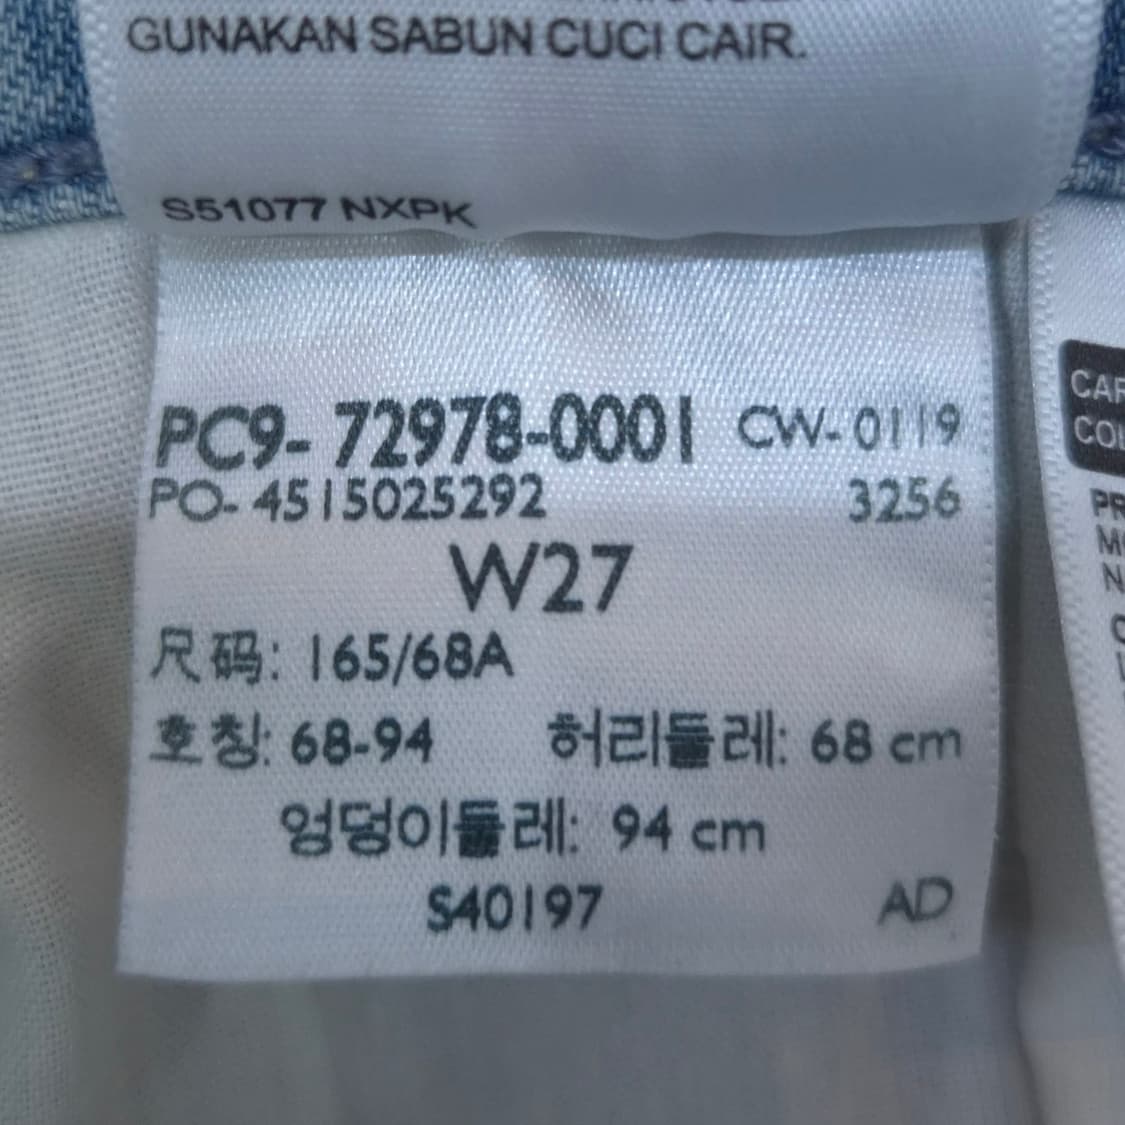 GUNAKAN SABUN CUCI CAIR.
S51077 NXPK
PC9-72978-0001 CW-0119
PO-4515025292 3256
W27
尺码: 165/68A
호칭: 68-94 허리둘레: 68 cm
엉덩이둘레: 94 cm
S40197 AD